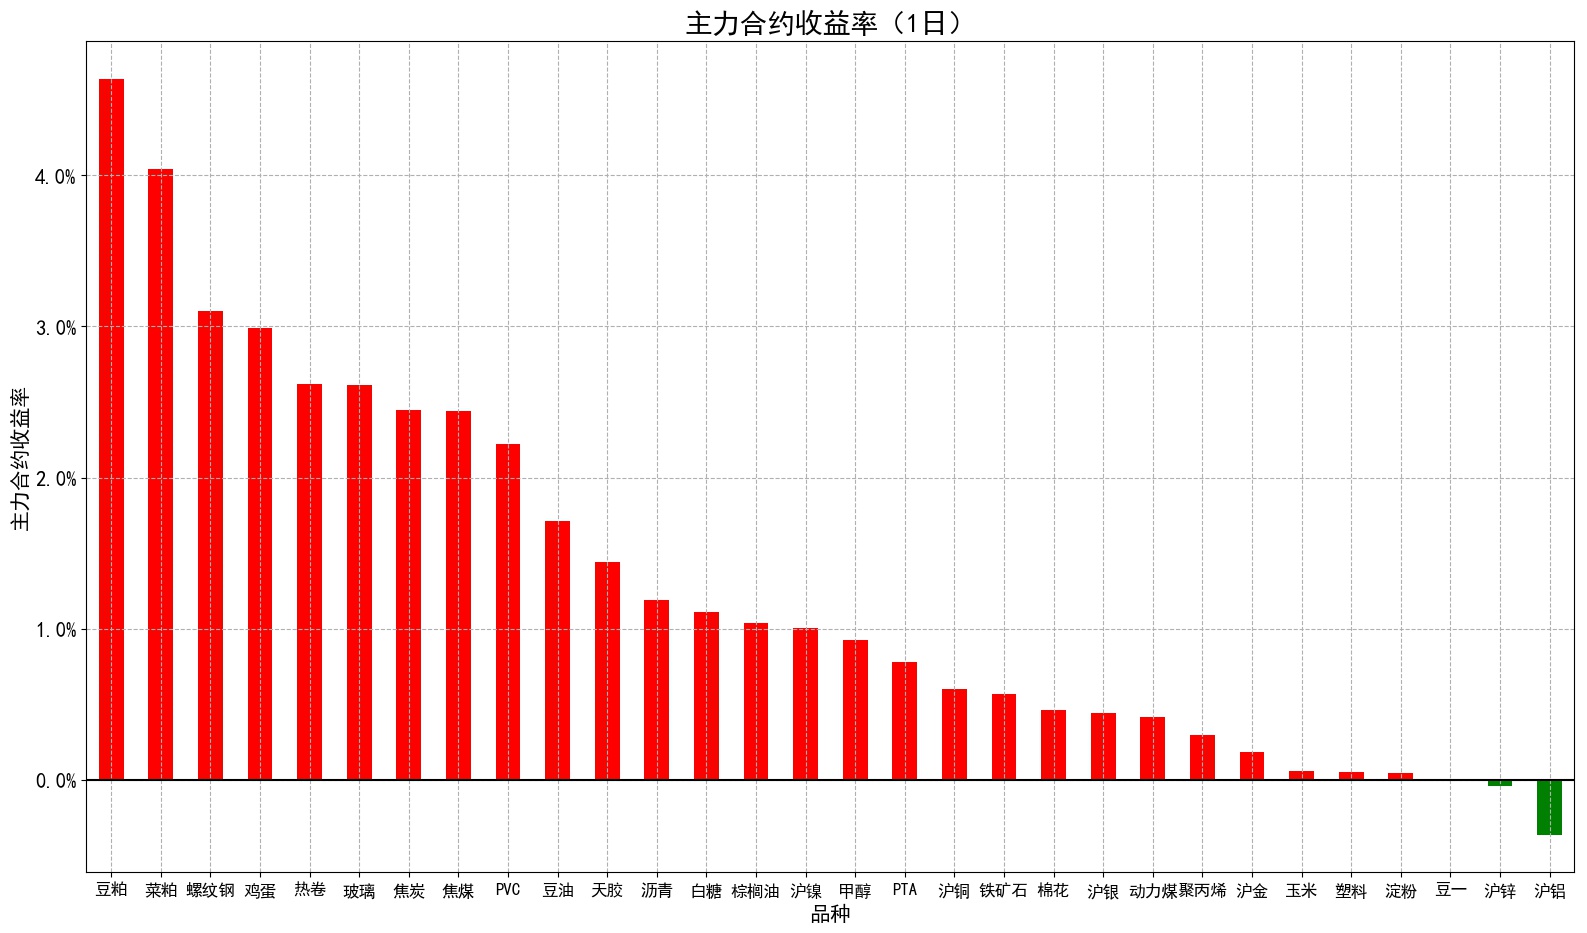 主力合约收益率（1日）
主力合约收益率
4.0%
3.0%
2.0%
1.0%
0.0%
豆粕 菜粕 螺纹钢 鸡蛋 热卷 玻璃 焦炭 焦煤 PVC 豆油 天胶 沥青 白糖 棕榈油 沪镍 甲醇 PTA 沪铜 铁矿石 棉花 沪银 动力煤 聚丙烯 沪金 玉米 塑料 淀粉 豆一 沪锌 沪铝
品种